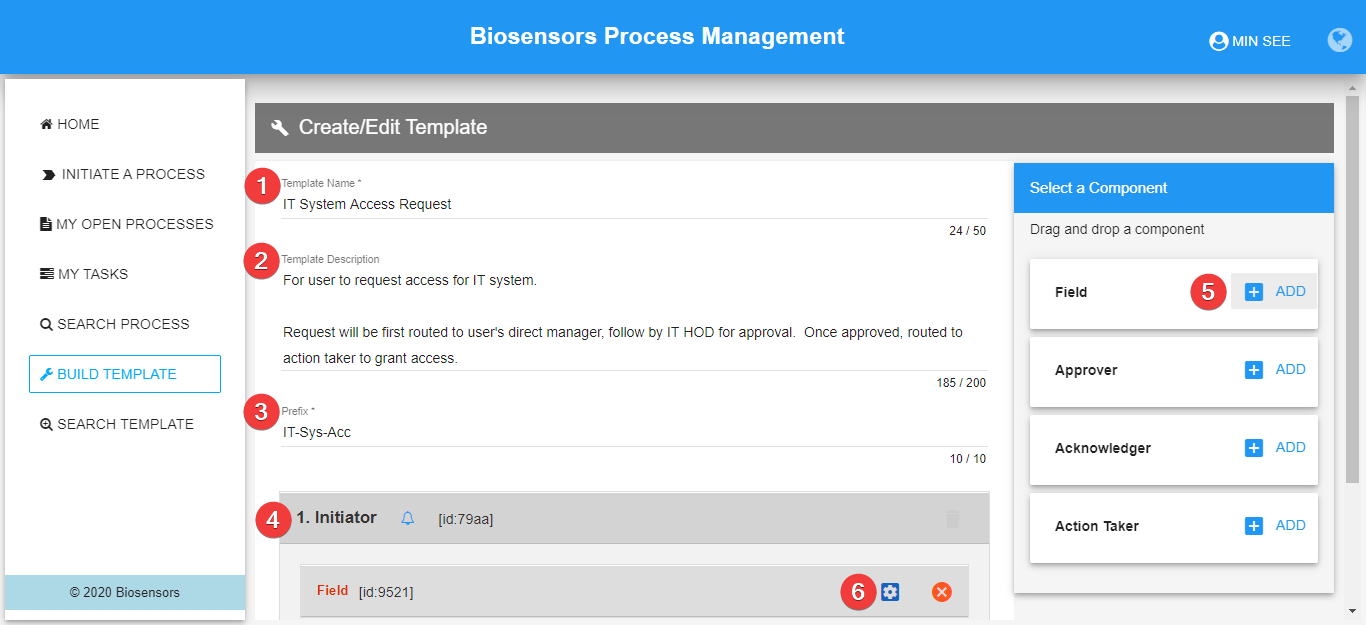 Biosensors Process Management
MIN SEE
HOME
INITIATE A PROCESS
MY OPEN PROCESSES
MY TASKS
SEARCH PROCESS
BUILD TEMPLATE
SEARCH TEMPLATE
© 2020 Biosensors
Create/Edit Template
1
Template Name *
IT System Access Request
24 / 50
2
Template Description
For user to request access for IT system.
Request will be first routed to user's direct manager, follow by IT HOD for approval.  Once approved, routed to
action taker to grant access.
185 / 200
3
Prefix *
IT-Sys-Acc
10 / 10
4 1. Initiator [id:79aa]
Field [id:9521] 6
Select a Component
Drag and drop a component
Field 5 ADD
Approver ADD
Acknowledger ADD
Action Taker ADD